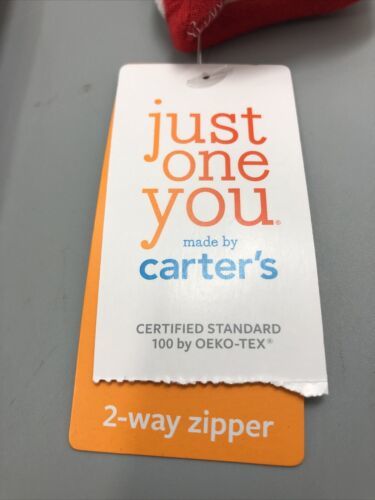 just
one
you®
made by
carter's
CERTIFIED STANDARD
100 by OEKO-TEX®
2-way zipper